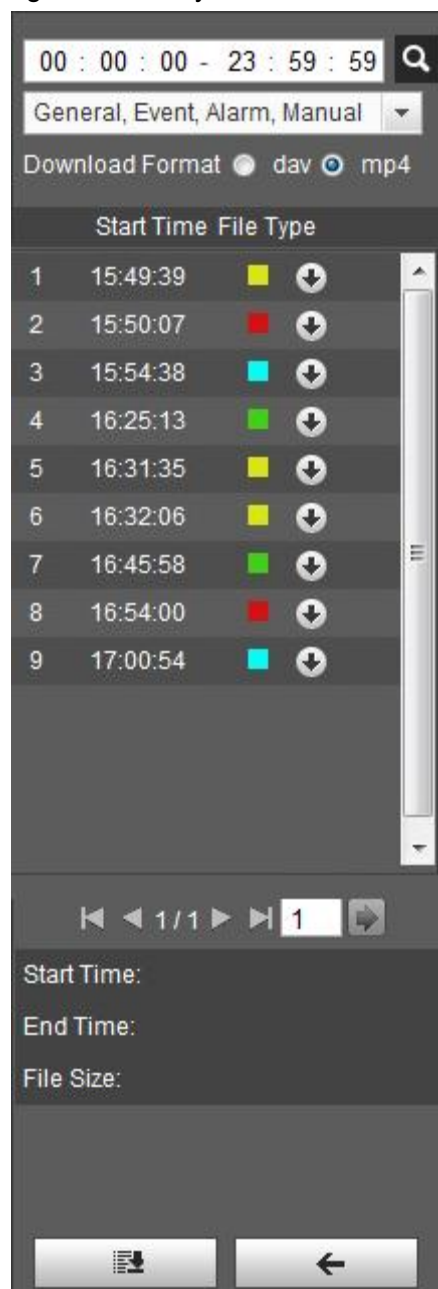 00 : 00 : 00 - 23 : 59 : 59
General, Event, Alarm, Manual
Download Format dav mp4
Start Time File Type
1 15:49:39
2 15:50:07
3 15:54:38
4 16:25:13
5 16:31:35
6 16:32:06
7 16:45:58
8 16:54:00
9 17:00:54
1 / 1 1
Start Time:
End Time:
File Size: